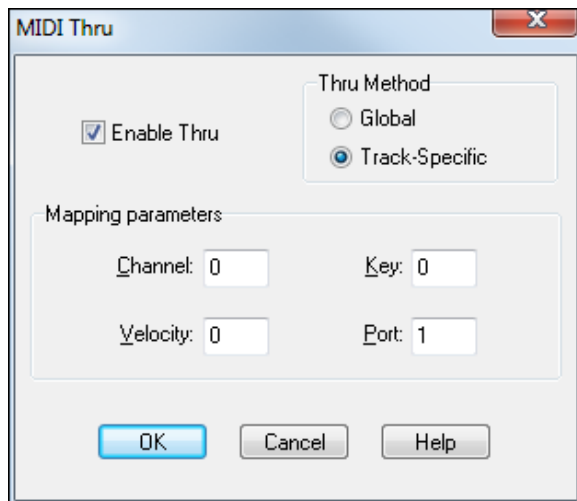 MIDI Thru
Thru Method
Enable Thru
Global
Track-Specific
Mapping parameters
Channel: 0 Key: 0
Velocity: 0 Port: 1
OK Cancel Help